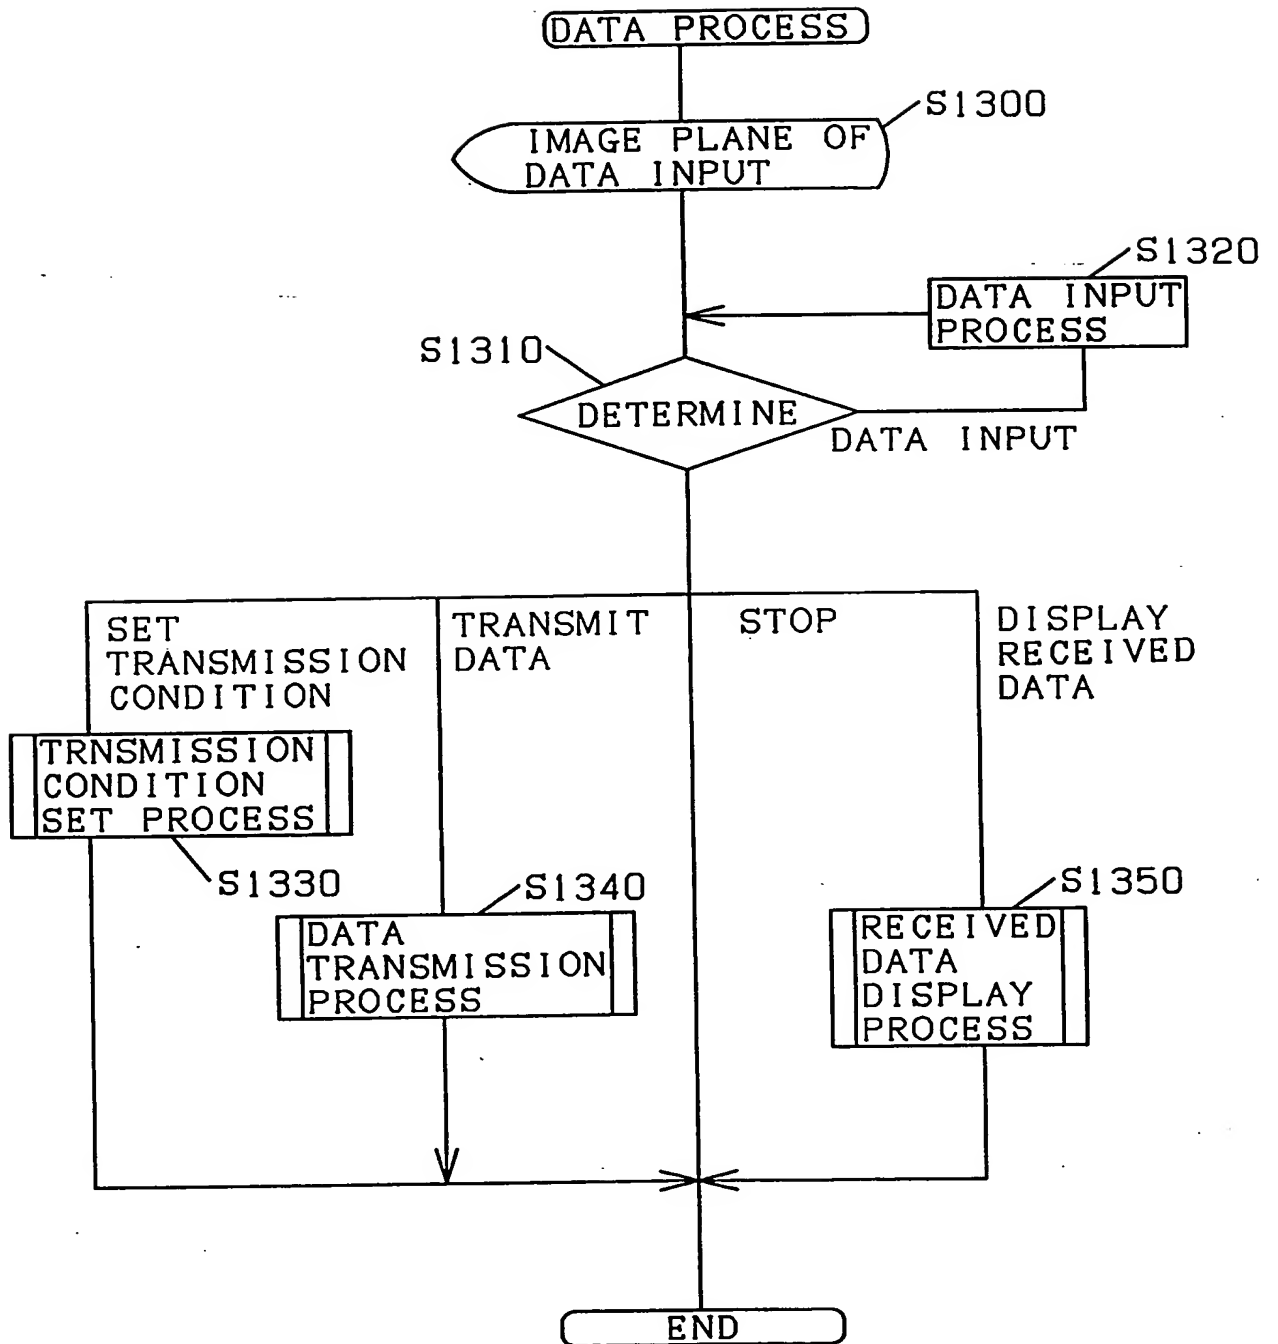 DATA PROCESS
S1300
IMAGE PLANE OF
DATA INPUT
S1320
DATA INPUT
PROCESS
S1310
DETERMINE
DATA INPUT
SET
TRANSMISSION
CONDITION
TRANSMIT
DATA
STOP
DISPLAY
RECEIVED
DATA
TRNSMISSION
CONDITION
SET PROCESS
S1330
S1340
DATA
TRANSMISSION
PROCESS
S1350
RECEIVED
DATA
DISPLAY
PROCESS
END